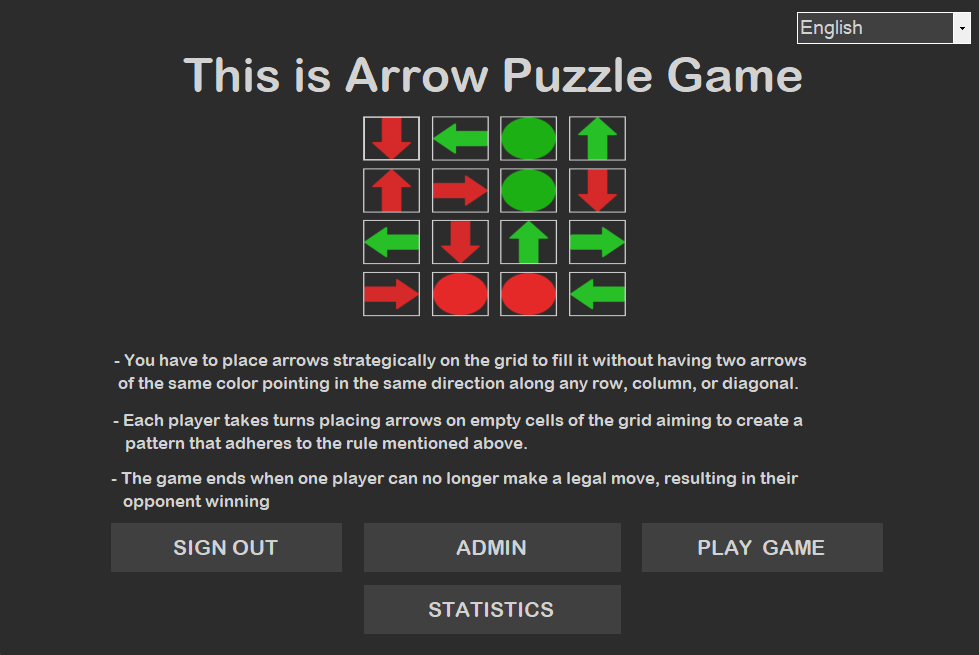 English
This is Arrow Puzzle Game
- You have to place arrows strategically on the grid to fill it without having two arrows
of the same color pointing in the same direction along any row, column, or diagonal.
- Each player takes turns placing arrows on empty cells of the grid aiming to create a
pattern that adheres to the rule mentioned above.
- The game ends when one player can no longer make a legal move, resulting in their
opponent winning
SIGN OUT
ADMIN
PLAY GAME
STATISTICS